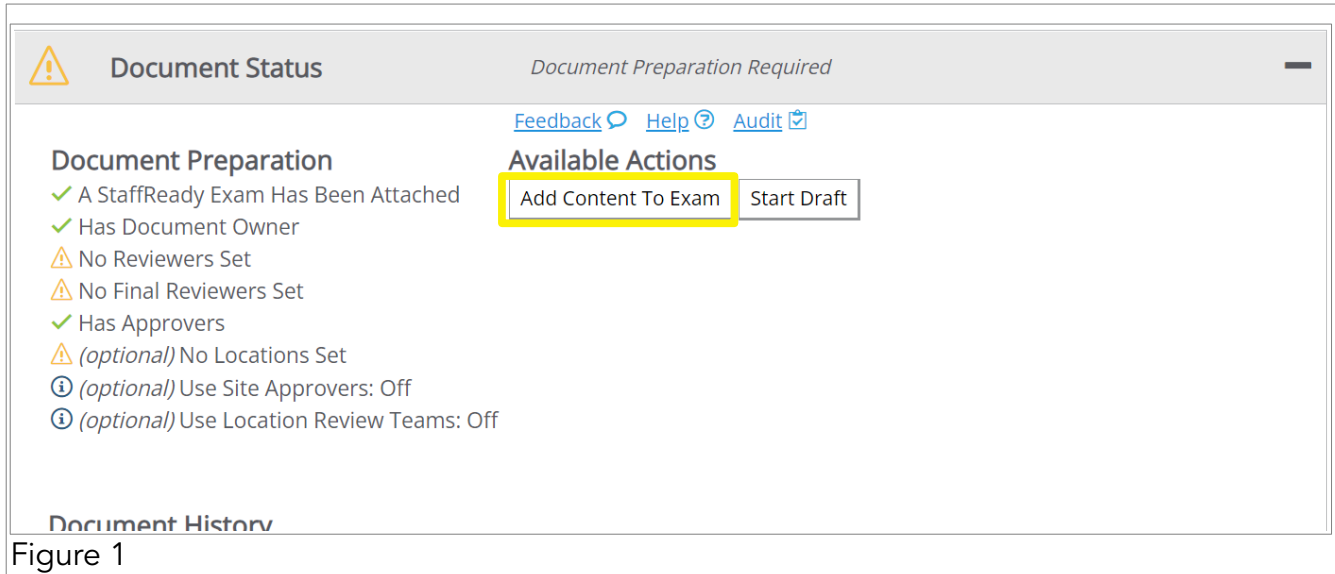 Document Status
Document Preparation Required
Feedback Help Audit
Document Preparation
A StaffReady Exam Has Been Attached
Has Document Owner
No Reviewers Set
No Final Reviewers Set
Has Approvers
(optional) No Locations Set
(optional) Use Site Approvers: Off
(optional) Use Location Review Teams: Off
Available Actions
Add Content To Exam
Start Draft
Document History
Figure 1